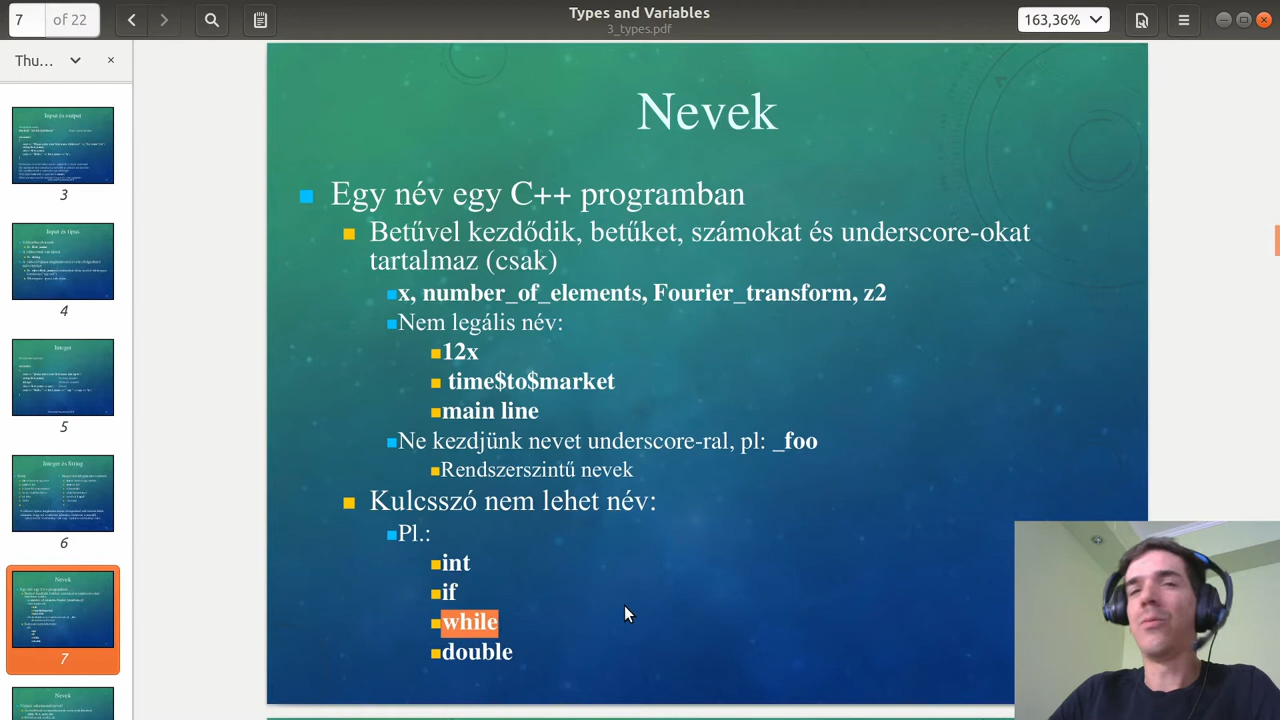 7 of 22
Types and Variables
3_types.pdf
163,36%
Thu...
3
4
5
6
Nevek
7
Nevek
Nevek
Egy név egy C++ programban
Betűvel kezdődik, betűket, számokat és underscore-okat
tartalmaz (csak)
x, number_of_elements, Fourier_transform, z2
Nem legális név:
12x
time$to$market
main line
Ne kezdjünk nevet underscore-ral, pl: _foo
Rendszerszintű nevek
Kulcsszó nem lehet név:
Pl.:
int
if
while
double